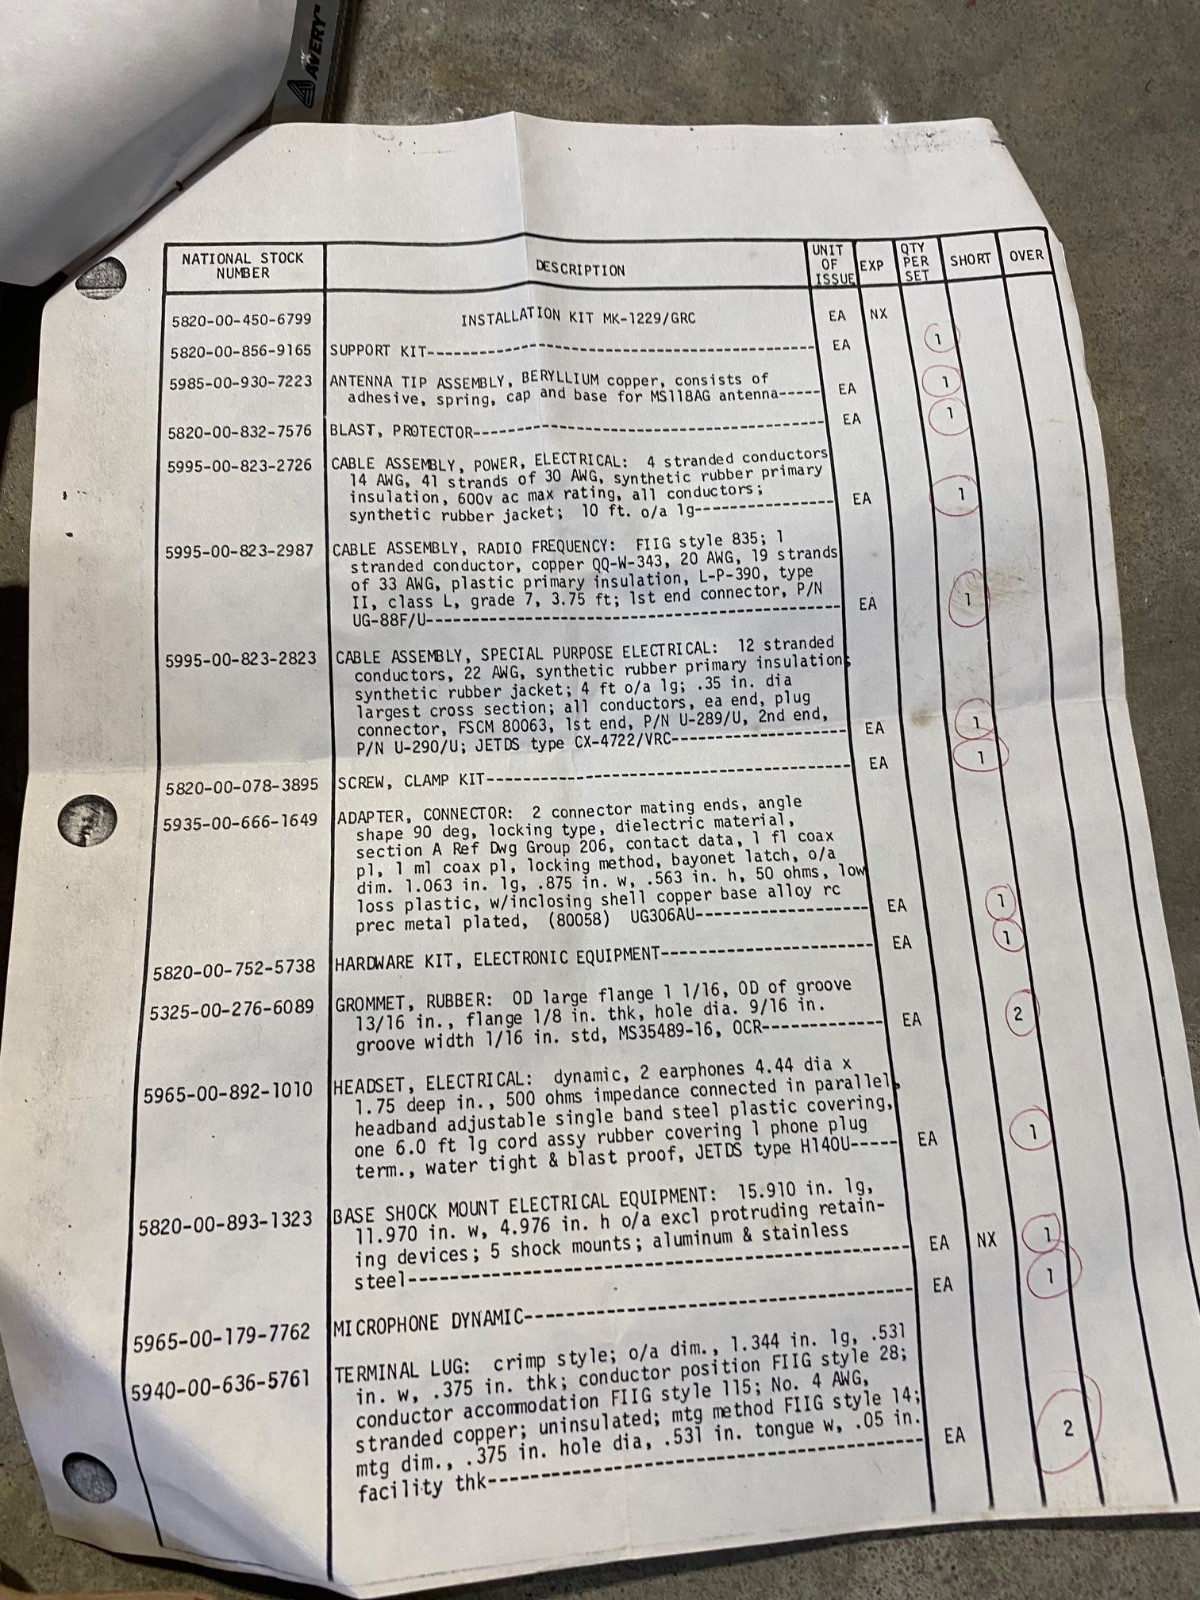 AVERY
NATIONAL STOCK NUMBER | DESCRIPTION | UNIT OF ISSUE | EXP | QTY PER SET | SHORT | OVER
5820-00-450-6799 INSTALLATION KIT MK-1229/GRC EA NX
5820-00-856-9165 SUPPORT KIT---------- EA 1
5985-00-930-7223 ANTENNA TIP ASSEMBLY, BERYLLIUM copper, consists of
adhesive, spring, cap and base for MS118AG antenna----- EA 1
5820-00-832-7576 BLAST, PROTECTOR---------- EA 1
5995-00-823-2726 CABLE ASSEMBLY, POWER, ELECTRICAL: 4 stranded conductors
14 AWG, 41 strands of 30 AWG, synthetic rubber primary
insulation, 600v ac max rating, all conductors;
synthetic rubber jacket; 10 ft. o/a lg---------- EA 1
5995-00-823-2987 CABLE ASSEMBLY, RADIO FREQUENCY: FIIG style 835; 1
stranded conductor, copper QQ-W-343, 20 AWG, 19 strands
of 33 AWG, plastic primary insulation, L-P-390, type
II, class L, grade 7, 3.75 ft; 1st end connector, P/N
UG-88F/U---------- EA 1
5995-00-823-2823 CABLE ASSEMBLY, SPECIAL PURPOSE ELECTRICAL: 12 stranded
conductors, 22 AWG, synthetic rubber primary insulation;
synthetic rubber jacket; 4 ft o/a lg; .35 in. dia
largest cross section; all conductors, ea end, plug
connector, FSCM 80063, 1st end, P/N U-289/U, 2nd end,
P/N U-290/U; JETDS type CX-4722/VRC---------- EA 1
5820-00-078-3895 SCREW, CLAMP KIT---------- EA 1
5935-00-666-1649 ADAPTER, CONNECTOR: 2 connector mating ends, angle
shape 90 deg, locking type, dielectric material,
section A Ref Dwg Group 206, contact data, 1 fl coax
pl, 1 ml coax pl, locking method, bayonet latch, o/a
dim. 1.063 in. lg, .875 in. w, .563 in. h, 50 ohms, low
loss plastic, w/inclosing shell copper base alloy rc
prec metal plated, (80058) UG306AU---------- EA 1
5820-00-752-5738 HARDWARE KIT, ELECTRONIC EQUIPMENT---------- EA 1
5325-00-276-6089 GROMMET, RUBBER: OD large flange 1 1/16, OD of groove
13/16 in., flange 1/8 in. thk, hole dia. 9/16 in.
groove width 1/16 in. std, MS35489-16, OCR---------- EA 2
5965-00-892-1010 HEADSET, ELECTRICAL: dynamic, 2 earphones 4.44 dia x
1.75 deep in., 500 ohms impedance connected in parallel,
headband adjustable single band steel plastic covering,
one 6.0 ft lg cord assy rubber covering 1 phone plug
term., water tight & blast proof, JETDS type H140U----- EA 1
5820-00-893-1323 BASE SHOCK MOUNT ELECTRICAL EQUIPMENT: 15.910 in. lg,
11.970 in. w, 4.976 in. h o/a excl protruding retain-
ing devices; 5 shock mounts; aluminum & stainless
steel---------- EA NX 1
5965-00-179-7762 MICROPHONE DYNAMIC---------- EA 1
5940-00-636-5761 TERMINAL LUG: crimp style; o/a dim., 1.344 in. lg, .531
in. w, .375 in. thk; conductor position FIIG style 28;
conductor accommodation FIIG style 115; No. 4 AWG,
stranded copper; uninsulated; mtg method FIIG style 14;
mtg dim., .375 in. hole dia, .531 in. tongue w, .05 in.
facility thk---------- EA 2